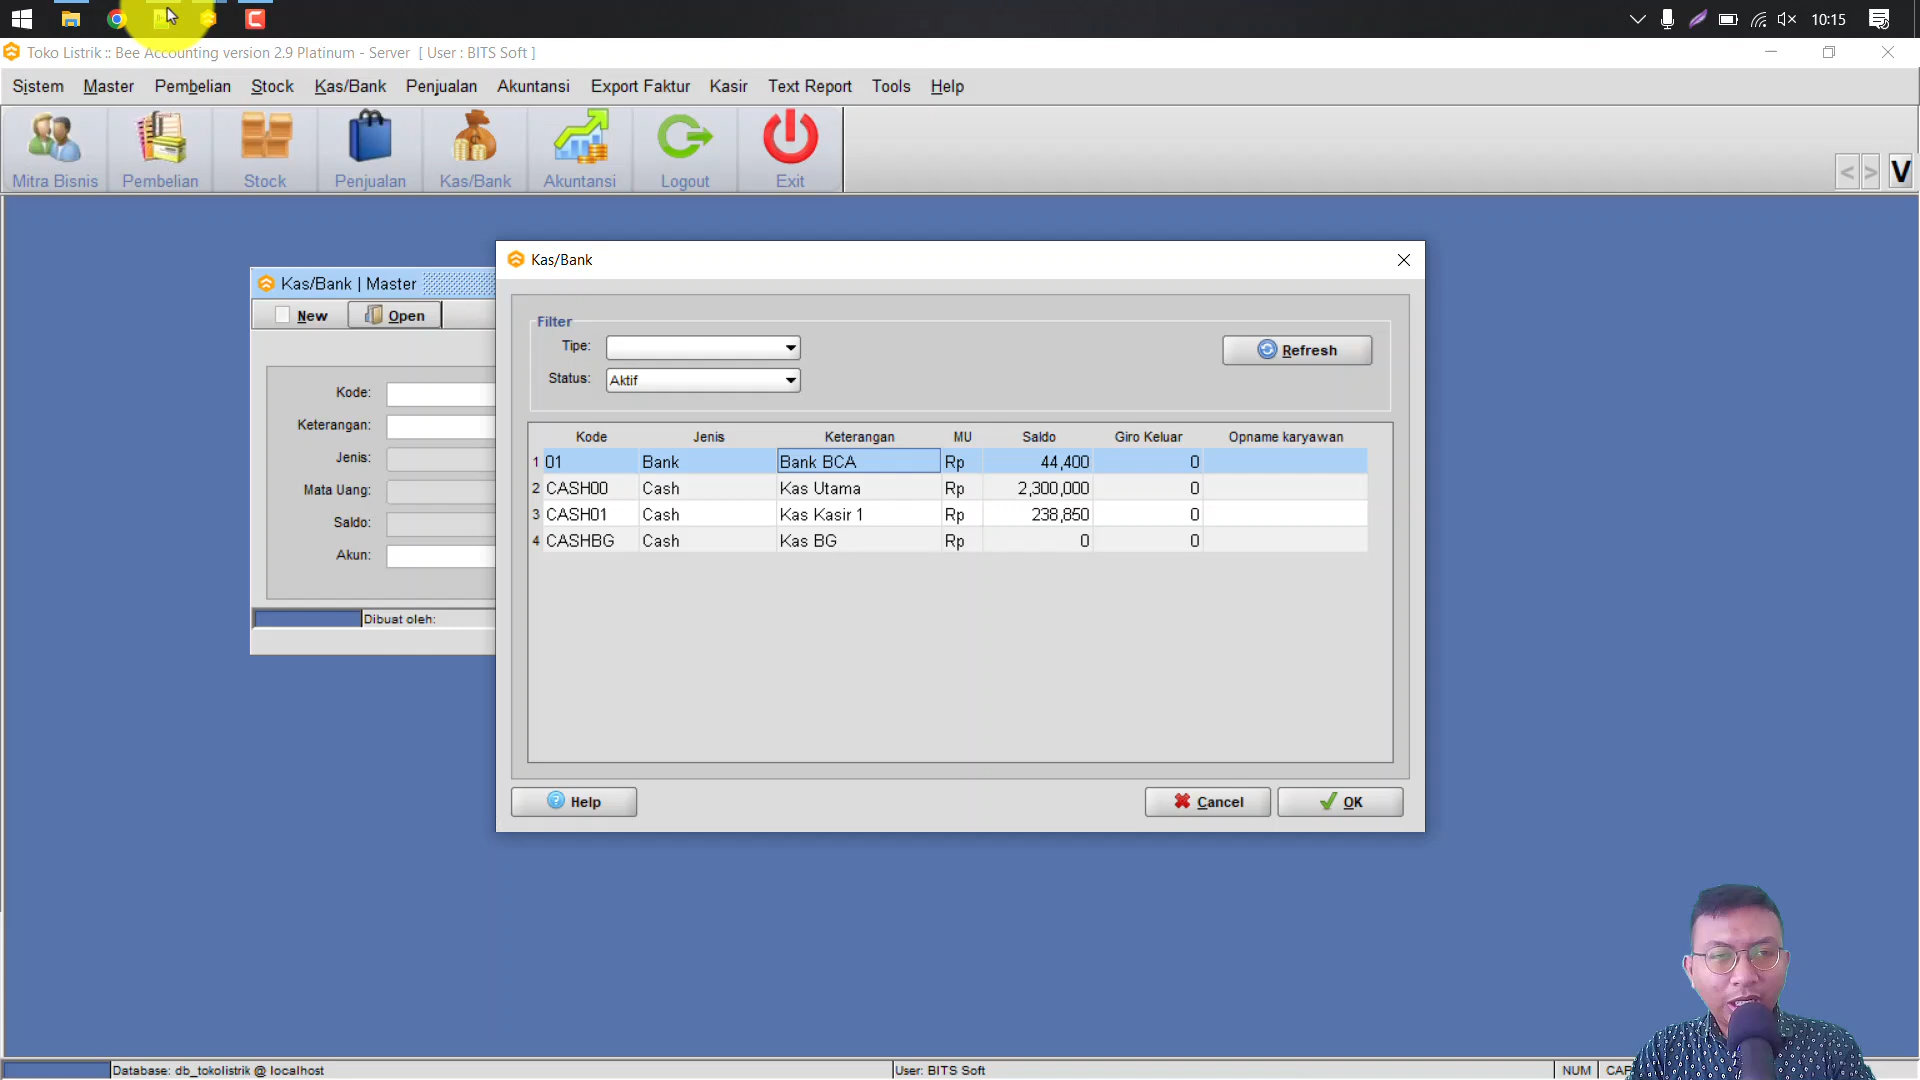 10:15
Toko Listrik :: Bee Accounting version 2.9 Platinum - Server [ User : BITS Soft ]
Sistem Master Pembelian Stock Kas/Bank Penjualan Akuntansi Export Faktur Kasir Text Report Tools Help
Mitra Bisnis Pembelian Stock Penjualan Kas/Bank Akuntansi Logout Exit
< > V
Kas/Bank
Kas/Bank | Master
New Open
Kode:
Keterangan:
Jenis:
Mata Uang:
Saldo:
Akun:
Dibuat oleh:
Filter
Tipe:
Refresh
Status: Aktif
Kode Jenis Keterangan MU Saldo Giro Keluar Opname karyawan
1 01 Bank Bank BCA Rp 44,400 0
2 CASH00 Cash Kas Utama Rp 2,300,000 0
3 CASH01 Cash Kas Kasir 1 Rp 238,850 0
4 CASHBG Cash Kas BG Rp 0 0
Help Cancel OK
Database: db_tokolistrik @ localhost User: BITS Soft NUM